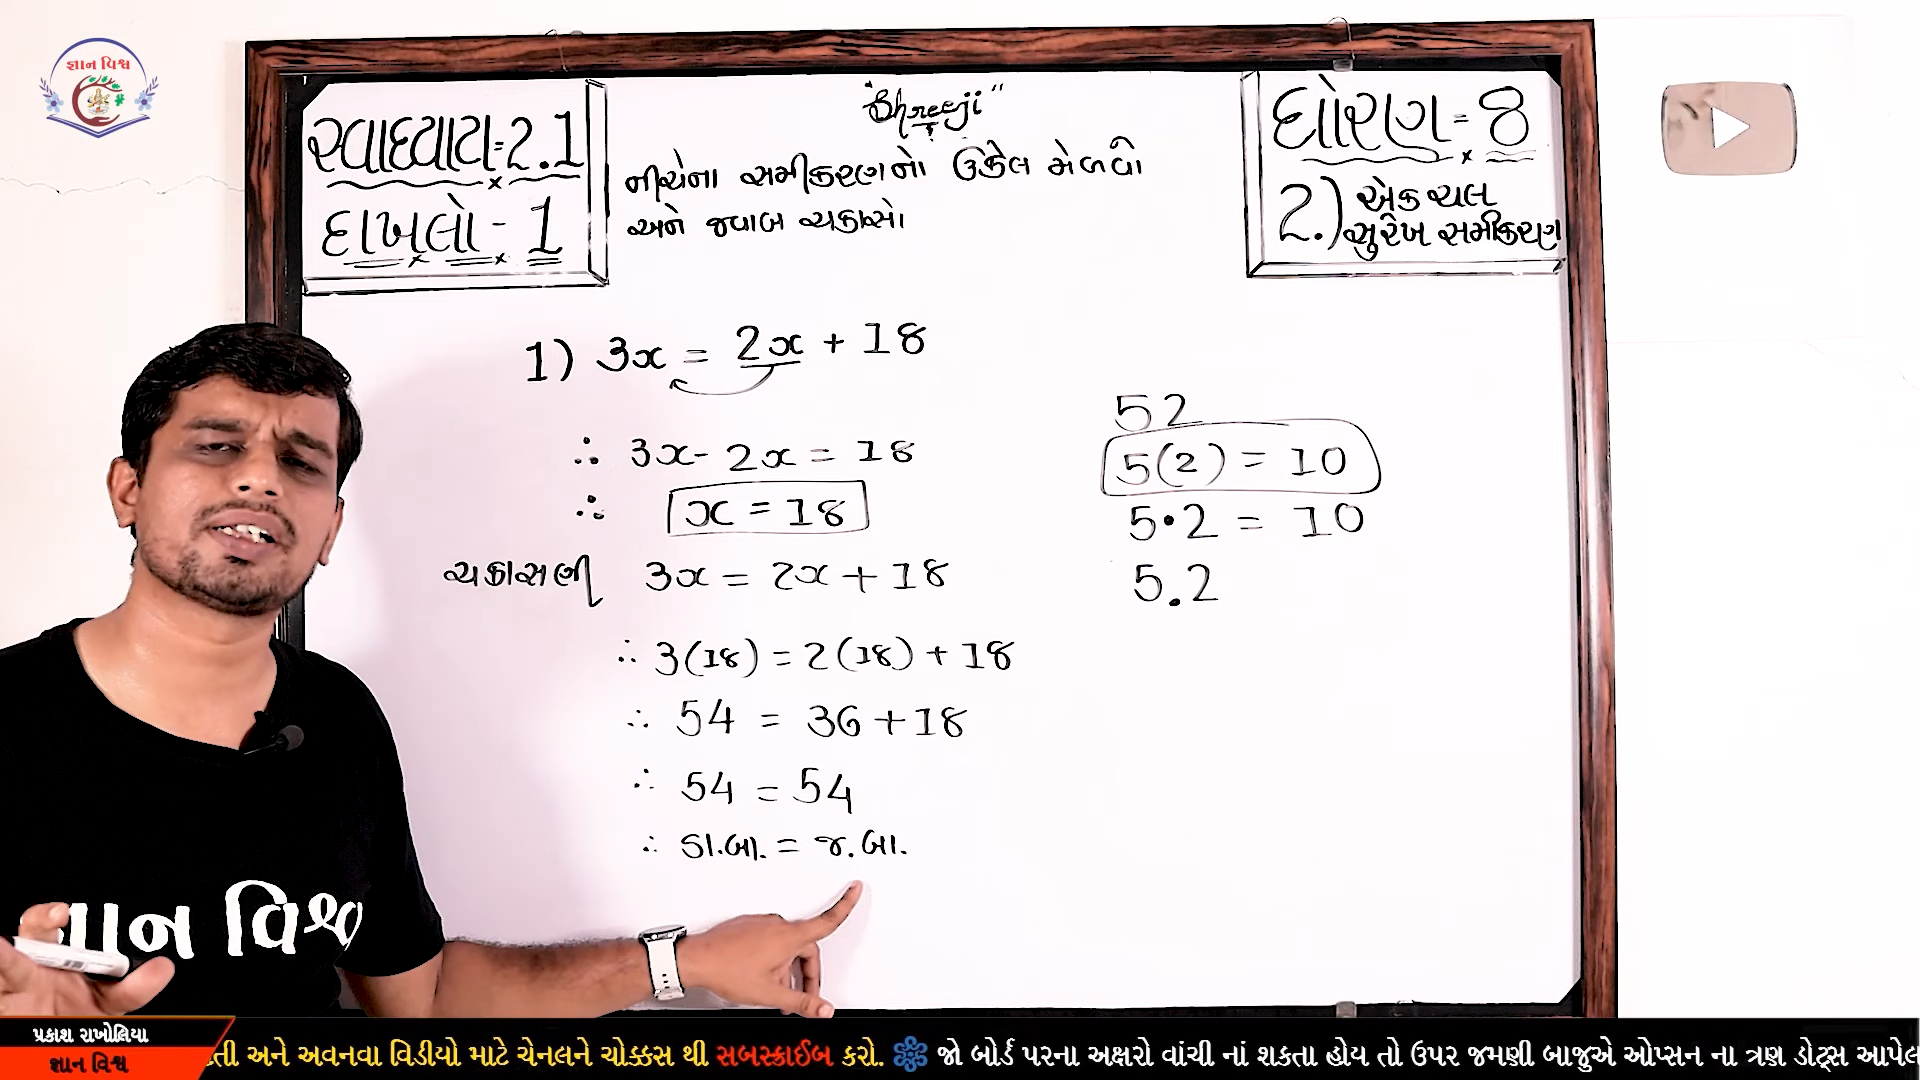 જ્ઞાન વિશ્વ
સ્વાધ્યાય = 2.1
દાખલો - 1
"Shreeji"
નીચેના સમીકરણનો ઉકેલ મેળવો
અને જવાબ ચકાસો
ધોરણ = 8
2.) એક ચલ
સુરેખ સમીકરણ
1) 3x = 2x + 18
∴ 3x - 2x = 18
∴ x = 18
ચકાસણી 3x = 2x + 18
∴ 3(18) = 2(18) + 18
∴ 54 = 36 + 18
∴ 54 = 54
∴ ડા.બા. = જ.બા.
52
5(2) = 10
5•2 = 10
5.2
જ્ઞાન વિશ્વ
પ્રકાશ રાખોલિયા
જ્ઞાન વિશ્વ
તી અને અવનવા વિડીયો માટે ચેનલને ચોક્કસ થી સબસ્ક્રાઈબ કરો. જો બોર્ડ પરના અક્ષરો વાંચી નાં શકતા હોય તો ઉપર જમણી બાજુએ ઓપ્સન ના ત્રણ ડોટ્સ આપેલ